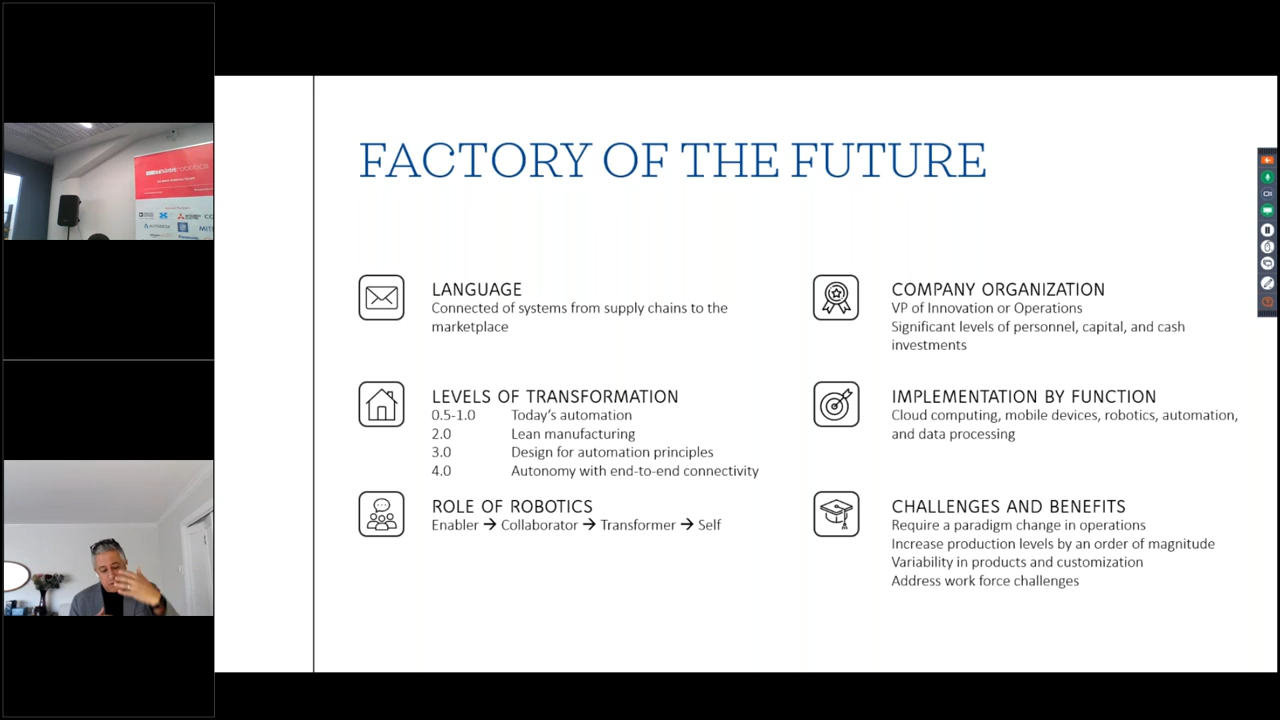 FACTORY OF THE FUTURE
LANGUAGE
Connected of systems from supply chains to the
marketplace
LEVELS OF TRANSFORMATION
0.5-1.0 Today's automation
2.0 Lean manufacturing
3.0 Design for automation principles
4.0 Autonomy with end-to-end connectivity
ROLE OF ROBOTICS
Enabler → Collaborator → Transformer → Self
COMPANY ORGANIZATION
VP of Innovation or Operations
Significant levels of personnel, capital, and cash
investments
IMPLEMENTATION BY FUNCTION
Cloud computing, mobile devices, robotics, automation,
and data processing
CHALLENGES AND BENEFITS
Require a paradigm change in operations
Increase production levels by an order of magnitude
Variability in products and customization
Address work force challenges
robotics
AUTODESK